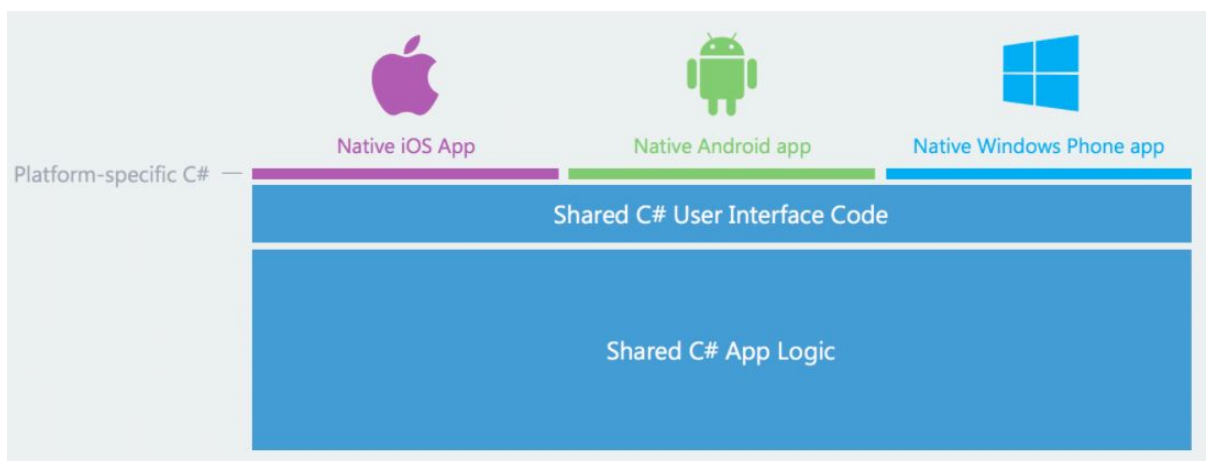 Native iOS App
Native Android app
Native Windows Phone app
Platform-specific C#
Shared C# User Interface Code
Shared C# App Logic